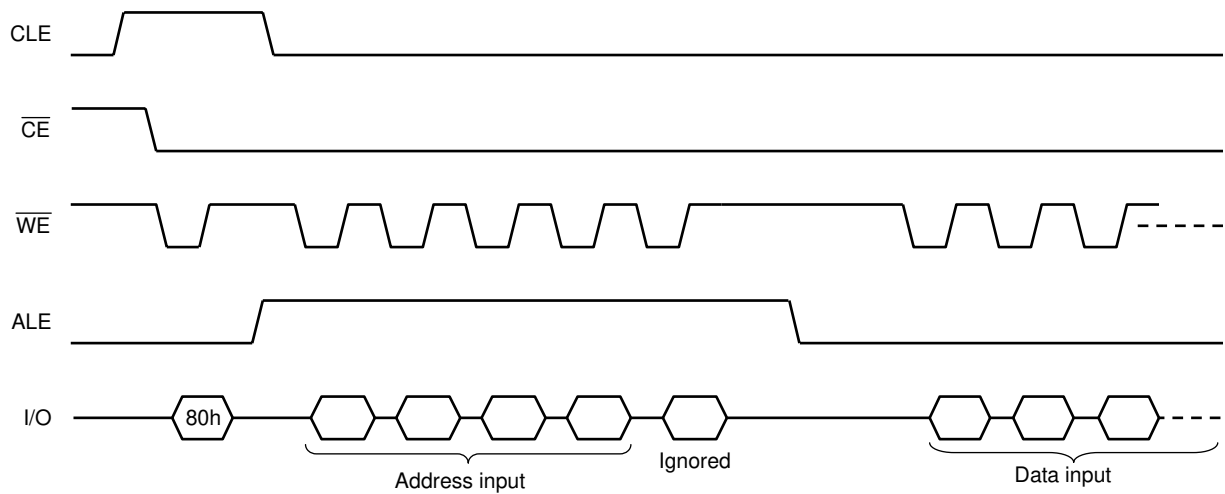 CLE
CE
WE
ALE
I/O
80h
Address input
Ignored
Data input